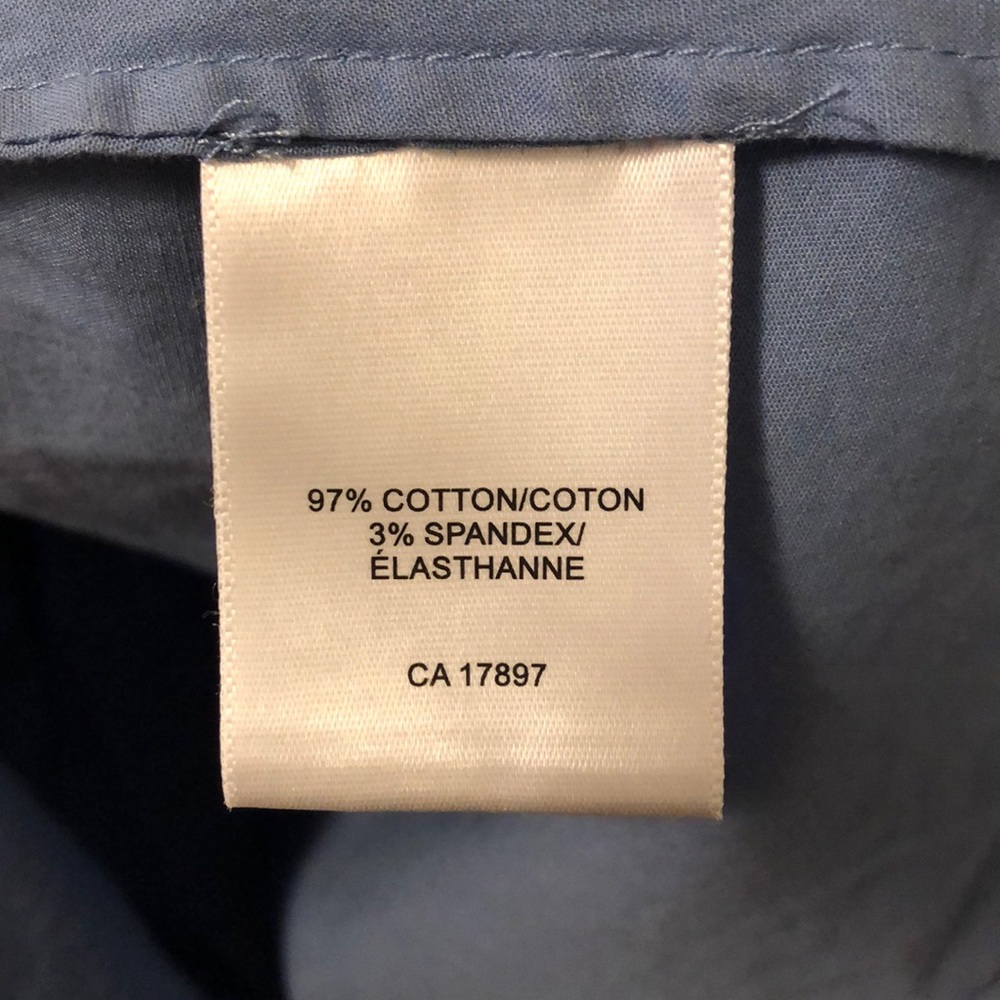 97% COTTON/COTON
3% SPANDEX/
ÉLASTHANNE
CA 17897